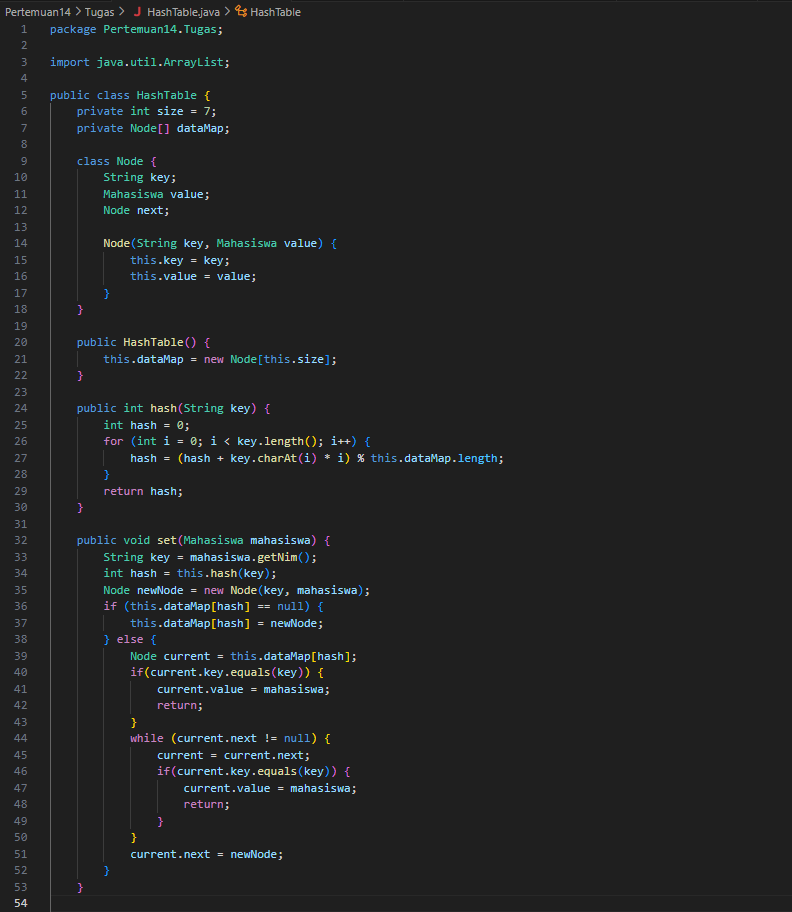 Pertemuan14 > Tugas > J HashTable.java > HashTable
1 package Pertemuan14.Tugas;
2
3 import java.util.ArrayList;
4
5 public class HashTable {
6     private int size = 7;
7     private Node[] dataMap;
8
9     class Node {
10         String key;
11         Mahasiswa value;
12         Node next;
13
14         Node(String key, Mahasiswa value) {
15             this.key = key;
16             this.value = value;
17         }
18     }
19
20     public HashTable() {
21         this.dataMap = new Node[this.size];
22     }
23
24     public int hash(String key) {
25         int hash = 0;
26         for (int i = 0; i < key.length(); i++) {
27             hash = (hash + key.charAt(i) * i) % this.dataMap.length;
28         }
29         return hash;
30     }
31
32     public void set(Mahasiswa mahasiswa) {
33         String key = mahasiswa.getNim();
34         int hash = this.hash(key);
35         Node newNode = new Node(key, mahasiswa);
36         if (this.dataMap[hash] == null) {
37             this.dataMap[hash] = newNode;
38         } else {
39             Node current = this.dataMap[hash];
40             if(current.key.equals(key)) {
41                 current.value = mahasiswa;
42                 return;
43             }
44             while (current.next != null) {
45                 current = current.next;
46                 if(current.key.equals(key)) {
47                     current.value = mahasiswa;
48                     return;
49                 }
50             }
51             current.next = newNode;
52         }
53     }
54